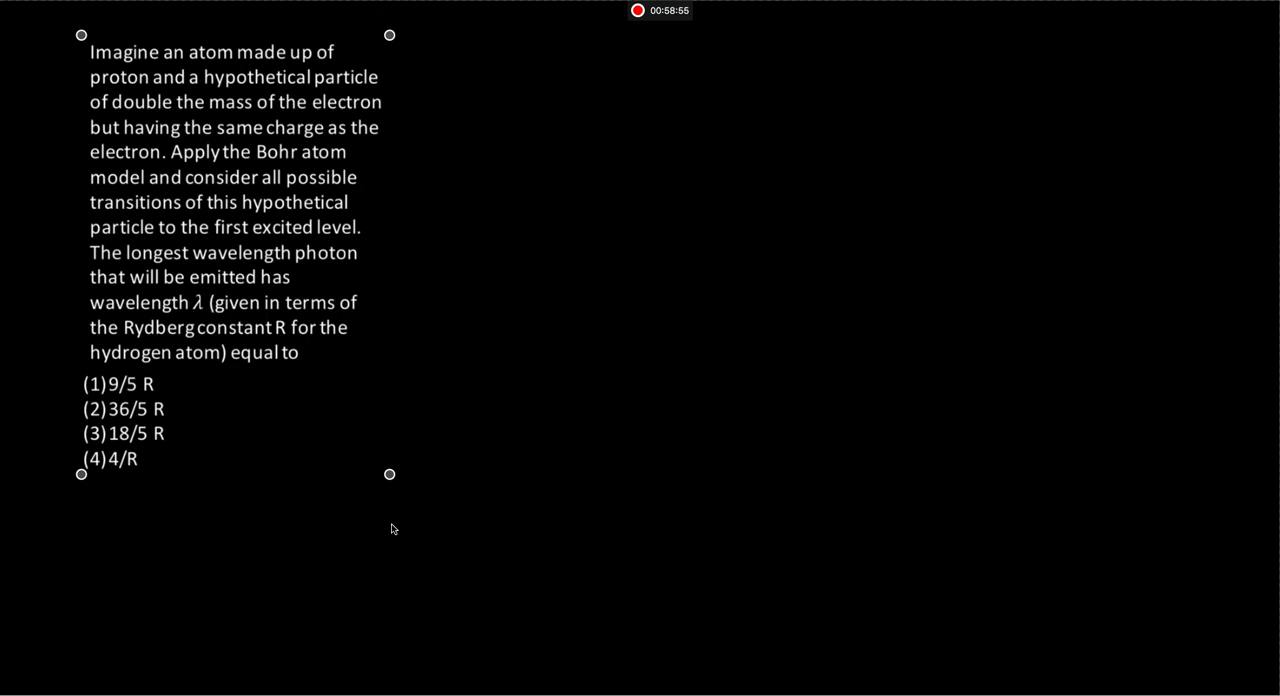 00:58:55
Imagine an atom made up of
proton and a hypothetical particle
of double the mass of the electron
but having the same charge as the
electron. Apply the Bohr atom
model and consider all possible
transitions of this hypothetical
particle to the first excited level.
The longest wavelength photon
that will be emitted has
wavelength λ (given in terms of
the Rydberg constant R for the
hydrogen atom) equal to
(1) 9/5 R
(2) 36/5 R
(3) 18/5 R
(4) 4/R